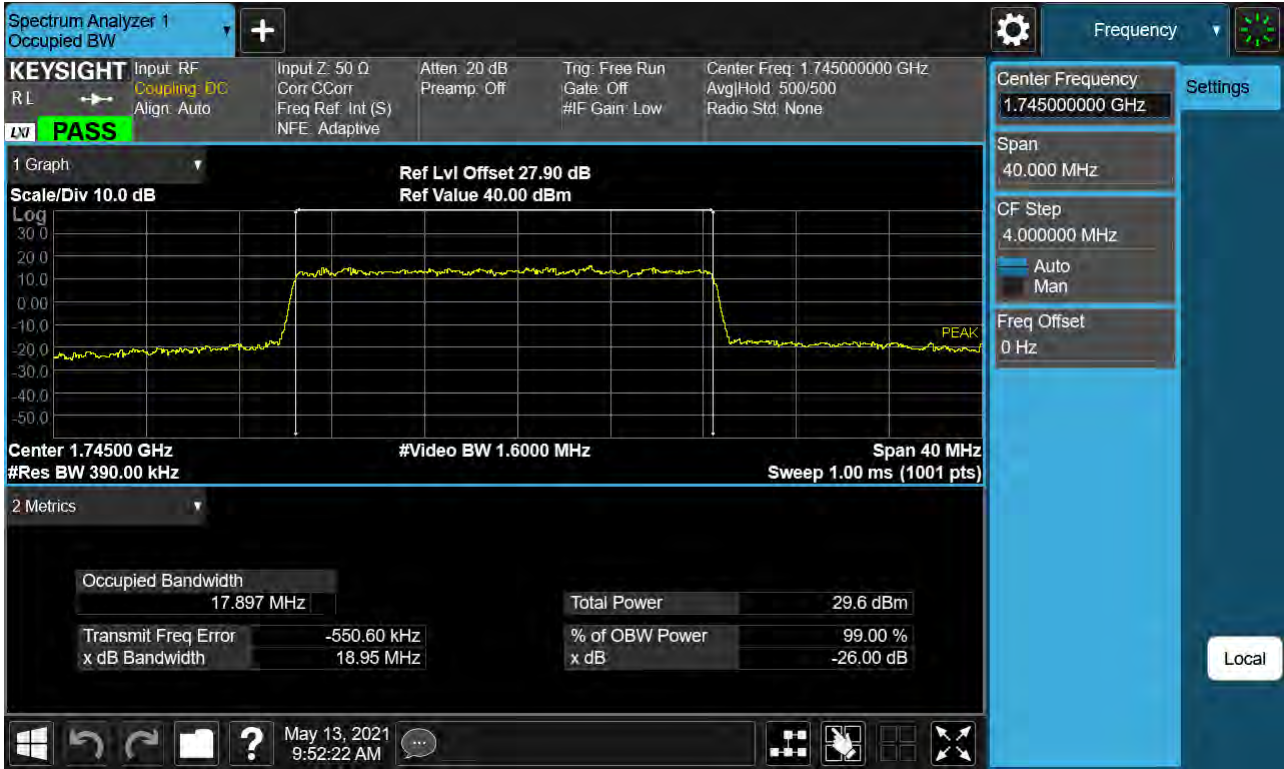 Spectrum Analyzer 1
Occupied BW
Frequency
KEYSIGHT
R L
LXI
PASS
Input: RF
Coupling: DC
Align: Auto
Input Z: 50 Ω
Corr CCorr
Freq Ref: Int (S)
NFE: Adaptive
Atten: 20 dB
Preamp: Off
Trig: Free Run
Gate: Off
#IF Gain: Low
Center Freq: 1.745000000 GHz
Avg|Hold: 500/500
Radio Std: None
1 Graph
Scale/Div 10.0 dB
Ref Lvl Offset 27.90 dB
Ref Value 40.00 dBm
Log
30.0
20.0
10.0
0.00
-10.0
-20.0
-30.0
-40.0
-50.0
PEAK
Center 1.74500 GHz
#Video BW 1.6000 MHz
Span 40 MHz
#Res BW 390.00 kHz
Sweep 1.00 ms (1001 pts)
2 Metrics
Occupied Bandwidth
17.897 MHz
Total Power 29.6 dBm
Transmit Freq Error -550.60 kHz
% of OBW Power 99.00 %
x dB Bandwidth 18.95 MHz
x dB -26.00 dB
Center Frequency
1.745000000 GHz
Span
40.000 MHz
CF Step
4.000000 MHz
Auto
Man
Freq Offset
0 Hz
Settings
Local
?
May 13, 2021
9:52:22 AM